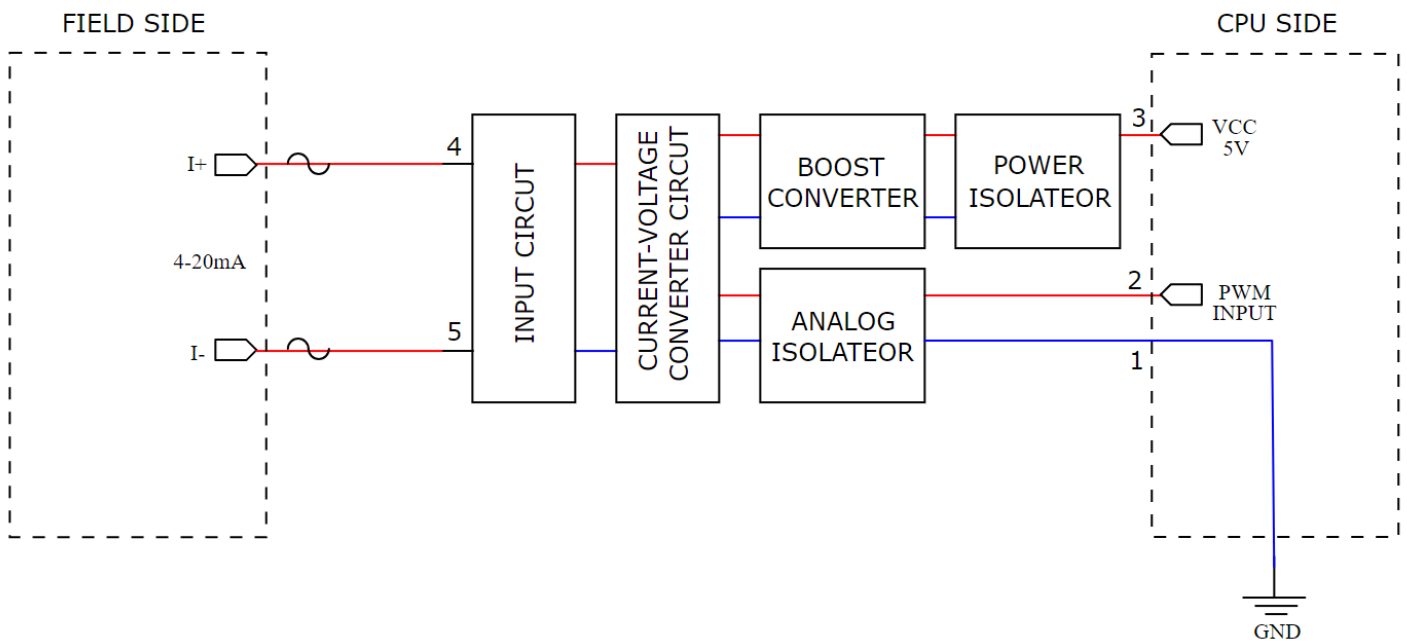 FIELD SIDE
CPU SIDE
I+
4-20mA
I-
4
5
INPUT CIRCUT
CURRENT-VOLTAGE
CONVERTER CIRCUT
BOOST
CONVERTER
POWER
ISOLATEOR
ANALOG
ISOLATEOR
3
VCC
5V
2
PWM
INPUT
1
GND